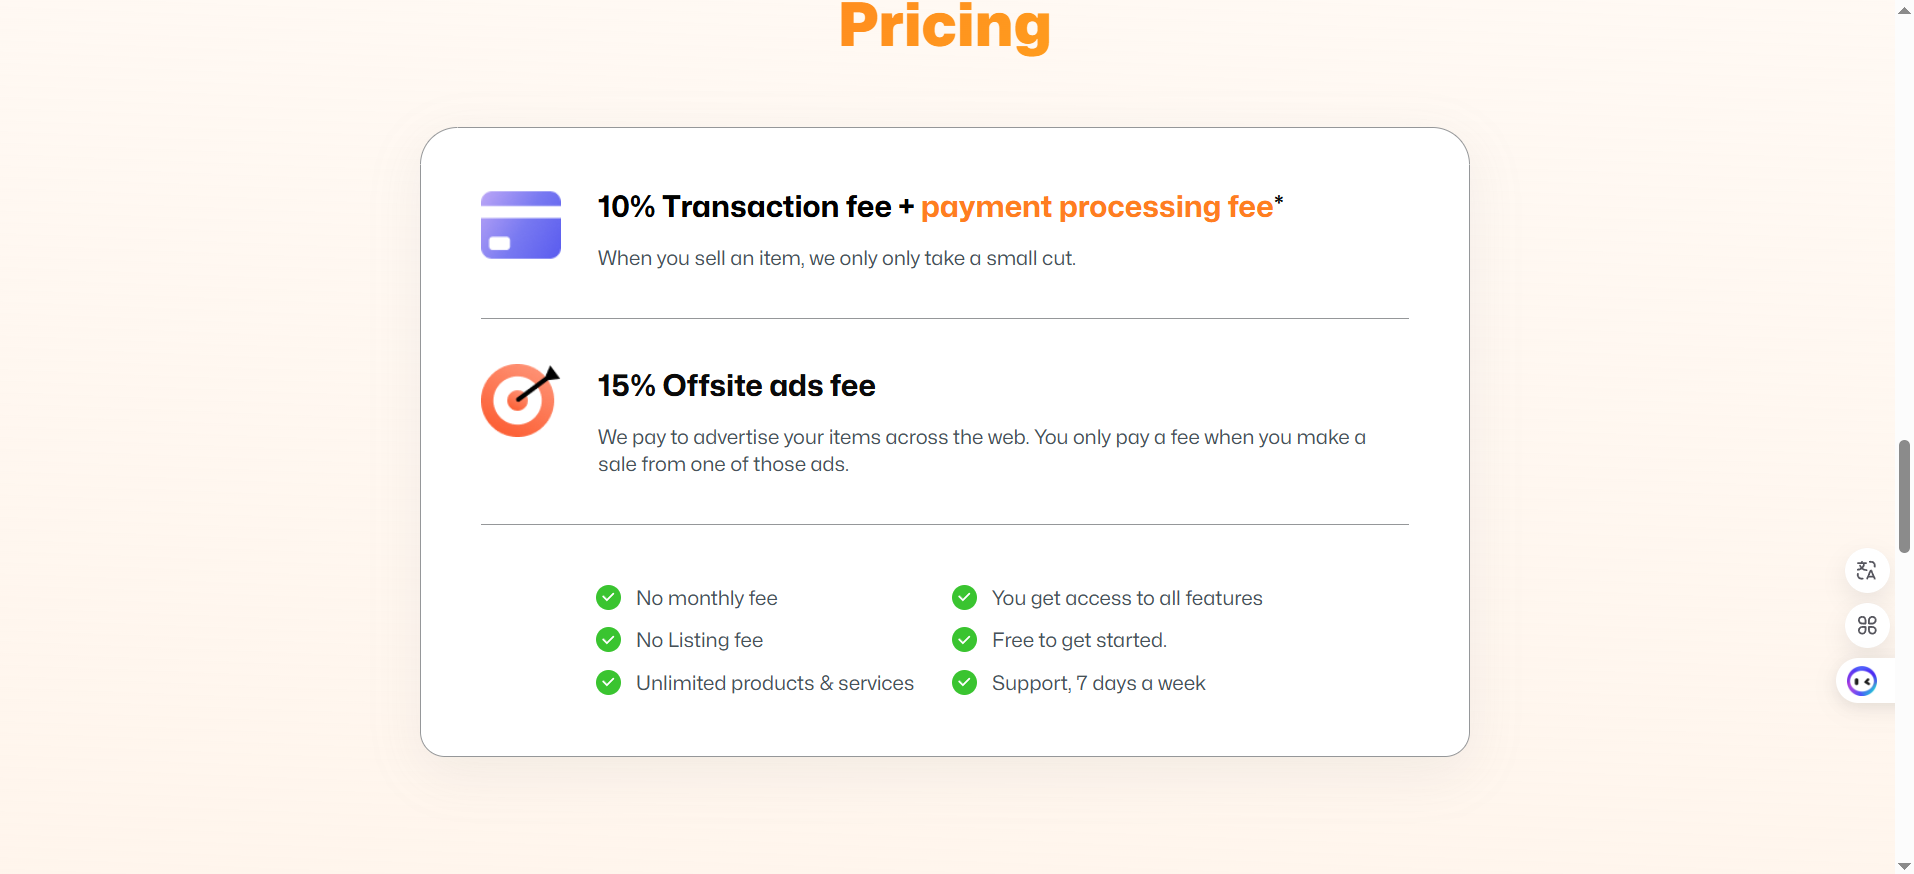 Pricing
10% Transaction fee + payment processing fee*
When you sell an item, we only only take a small cut.
15% Offsite ads fee
We pay to advertise your items across the web. You only pay a fee when you make a
sale from one of those ads.
No monthly fee
You get access to all features
No Listing fee
Free to get started.
Unlimited products & services
Support, 7 days a week